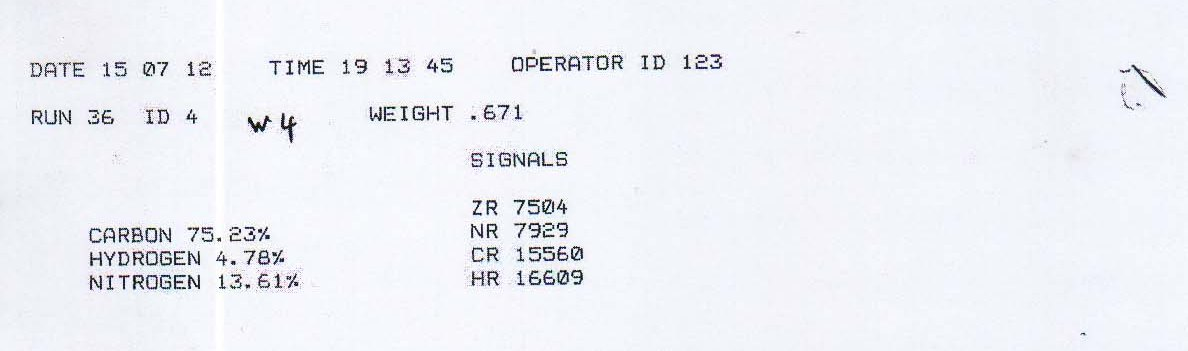 DATE 15 07 12 TIME 19 13 45 OPERATOR ID 123
RUN 36 ID 4 W4 WEIGHT .671
SIGNALS
ZR 7504
CARBON 75.23% NR 7929
HYDROGEN 4.78% CR 15560
NITROGEN 13.61% HR 16609